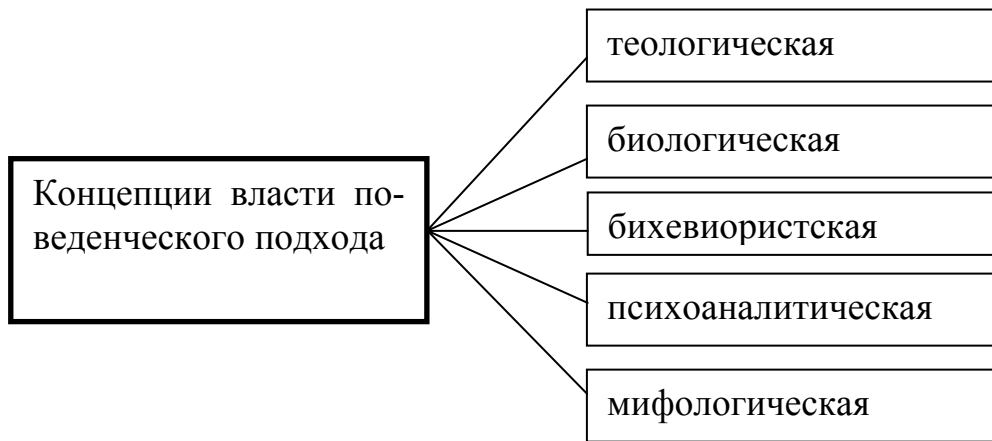 теологическая
биологическая
Концепции власти по-
веденческого подхода
бихевиористская
психоаналитическая
мифологическая